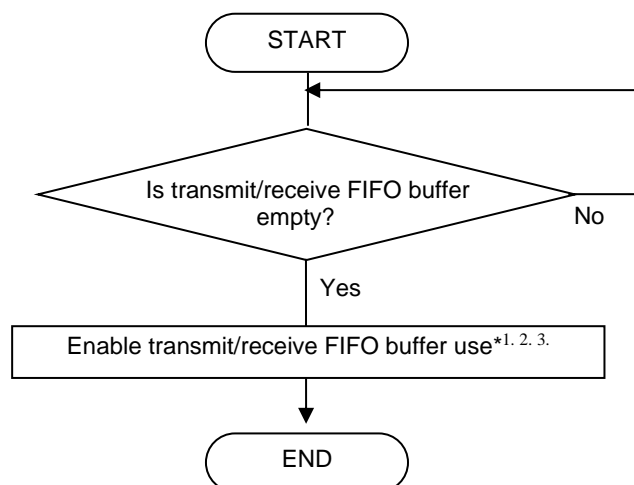 START
Is transmit/receive FIFO buffer
empty?
No
Yes
Enable transmit/receive FIFO buffer use*1. 2. 3.
END